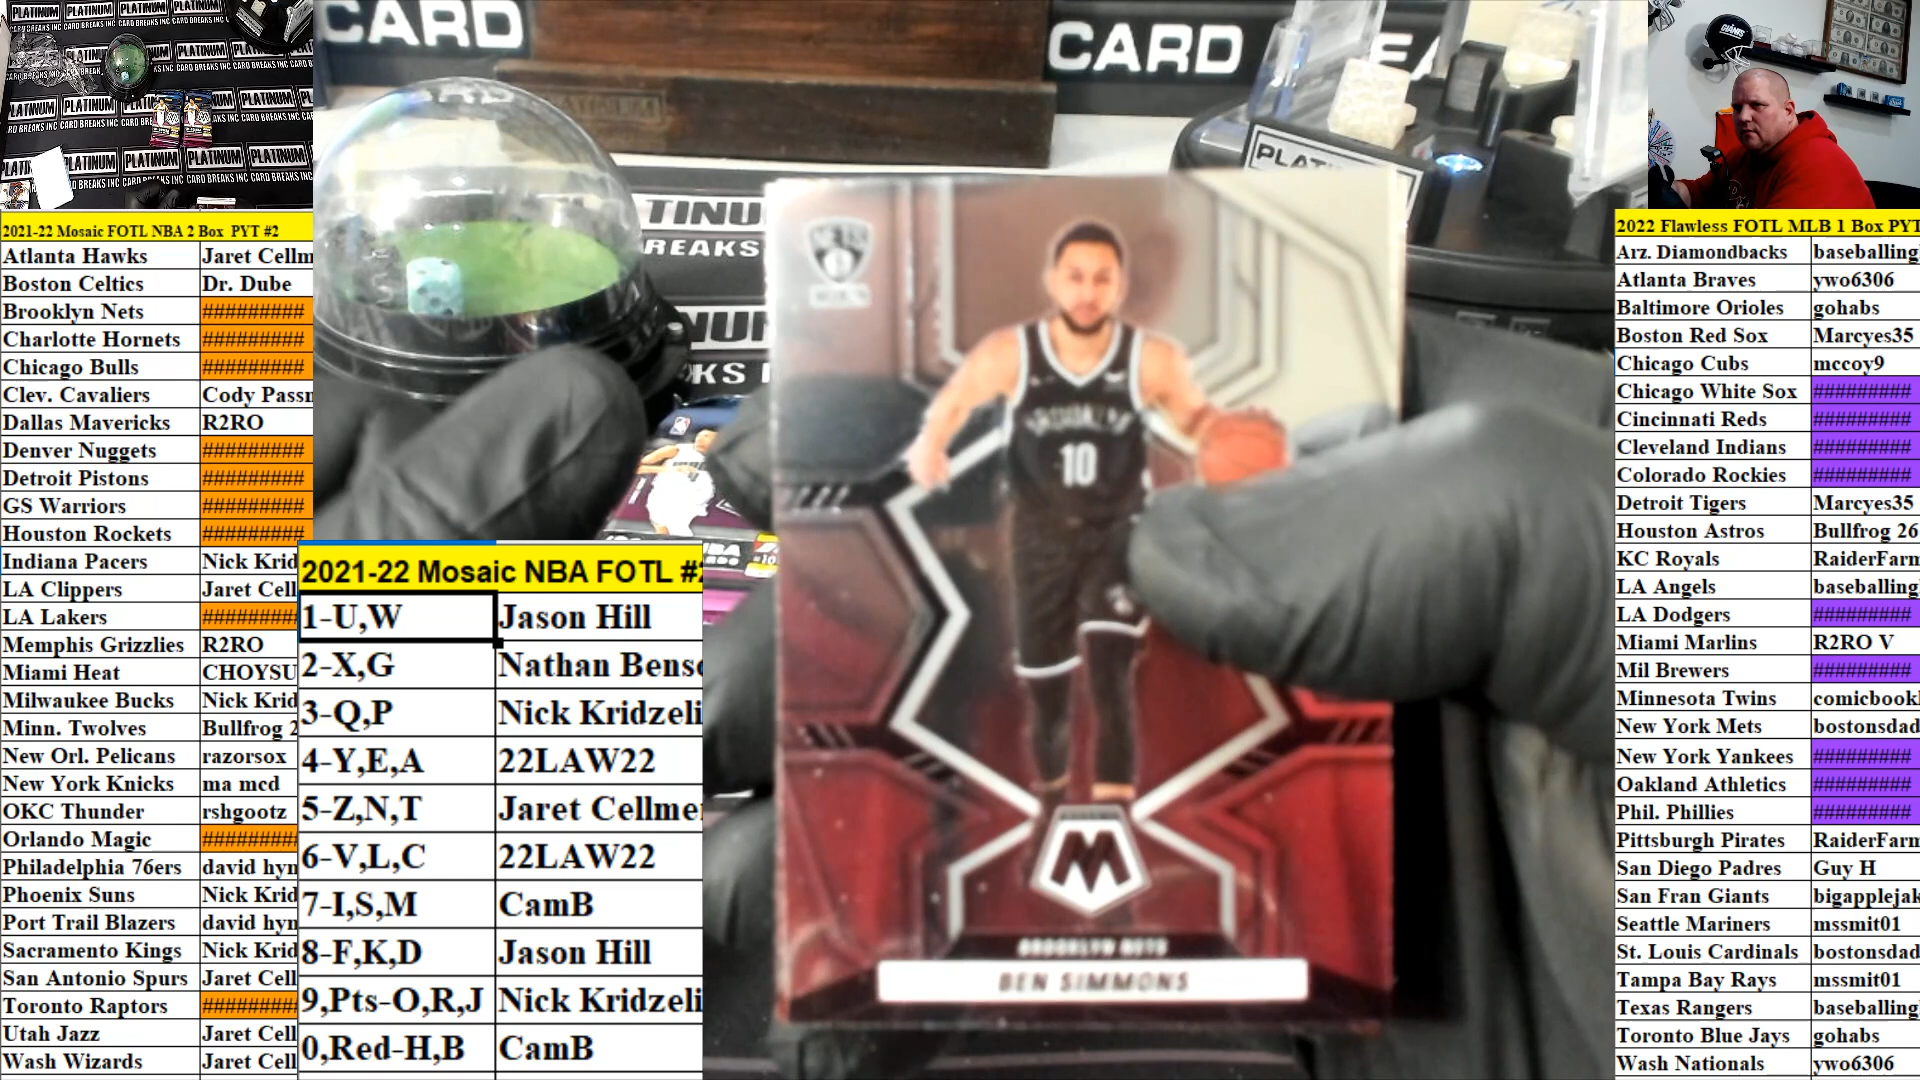 PLATINUM
CARD
CARD
TINU
REAKS
PLAT
2021-22 Mosaic FOTL NBA 2 Box PYT #2
Atlanta Hawks Jaret Cellm
Boston Celtics Dr. Dube
Brooklyn Nets #########
Charlotte Hornets #########
Chicago Bulls #########
Clev. Cavaliers Cody Passn
Dallas Mavericks R2RO
Denver Nuggets #########
Detroit Pistons #########
GS Warriors #########
Houston Rockets #########
Indiana Pacers Nick Krid
LA Clippers Jaret Cell
LA Lakers ########
Memphis Grizzlies R2RO
Miami Heat CHOYSU
Milwaukee Bucks Nick Krid
Minn. Twolves Bullfrog 2
New Orl. Pelicans razorsox
New York Knicks ma mcd
OKC Thunder rshgootz
Orlando Magic ########
Philadelphia 76ers david hyn
Phoenix Suns Nick Krid
Port Trail Blazers david hyn
Sacramento Kings Nick Krid
San Antonio Spurs Jaret Cell
Toronto Raptors ########
Utah Jazz Jaret Cell
Wash Wizards Jaret Cell
2021-22 Mosaic NBA FOTL #2
1-U,W Jason Hill
2-X,G Nathan Benso
3-Q,P Nick Kridzeli
4-Y,E,A 22LAW22
5-Z,N,T Jaret Cellme
6-V,L,C 22LAW22
7-I,S,M CamB
8-F,K,D Jason Hill
9,Pts-O,R,J Nick Kridzeli
0,Red-H,B CamB
NETS
BROOKLYN
10
M
BROOKLYN NETS
BEN SIMMONS
GIANTS
2022 Flawless FOTL MLB 1 Box PYT
Arz. Diamondbacks baseballing
Atlanta Braves ywo6306
Baltimore Orioles gohabs
Boston Red Sox Marcyes35
Chicago Cubs mccoy9
Chicago White Sox #########
Cincinnati Reds #########
Cleveland Indians #########
Colorado Rockies #########
Detroit Tigers Marcyes35
Houston Astros Bullfrog 26
KC Royals RaiderFarm
LA Angels baseballing
LA Dodgers #########
Miami Marlins R2RO V
Mil Brewers #########
Minnesota Twins comicbook
New York Mets bostonsdad
New York Yankees #########
Oakland Athletics #########
Phil. Phillies #########
Pittsburgh Pirates RaiderFarm
San Diego Padres Guy H
San Fran Giants bigapplejak
Seattle Mariners mssmit01
St. Louis Cardinals bostonsdad
Tampa Bay Rays mssmit01
Texas Rangers baseballing
Toronto Blue Jays gohabs
Wash Nationals ywo6306